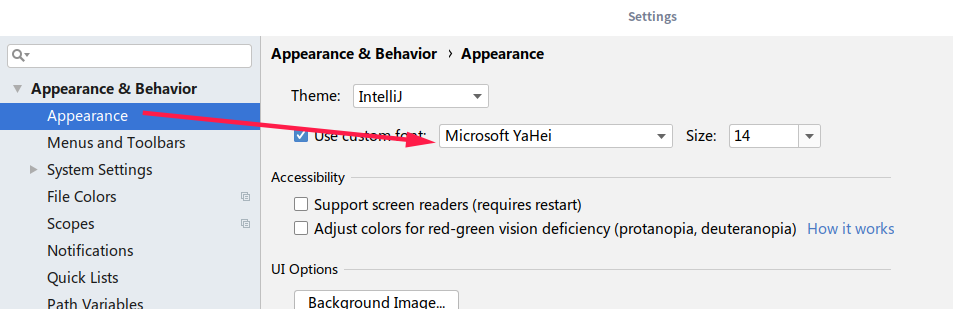 Settings
Appearance & Behavior
Appearance
Menus and Toolbars
System Settings
File Colors
Scopes
Notifications
Quick Lists
Path Variables
Appearance & Behavior › Appearance
Theme: IntelliJ
Use custom font: Microsoft YaHei Size: 14
Accessibility
Support screen readers (requires restart)
Adjust colors for red-green vision deficiency (protanopia, deuteranopia) How it works
UI Options
Background Image...